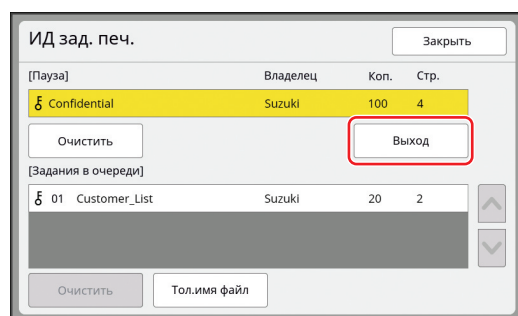 ИД зад. печ. Закрыть
[Пауза] Владелец Коп. Стр.
Confidential Suzuki 100 4
Очистить Выход
[Задания в очереди]
01 Customer_List Suzuki 20 2
Очистить Тол.имя файл